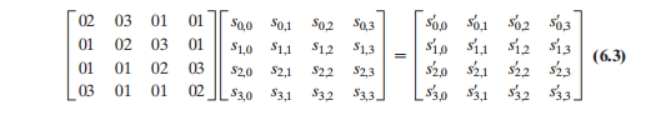 02 03 01 01 s0,0 s0,1 s0,2 s0,3 s′0,0 s′0,1 s′0,2 s′0,3
01 02 03 01 s1,0 s1,1 s1,2 s1,3 = s′1,0 s′1,1 s′1,2 s′1,3 (6.3)
01 01 02 03 s2,0 s2,1 s2,2 s2,3 s′2,0 s′2,1 s′2,2 s′2,3
03 01 01 02 s3,0 s3,1 s3,2 s3,3 s′3,0 s′3,1 s′3,2 s′3,3